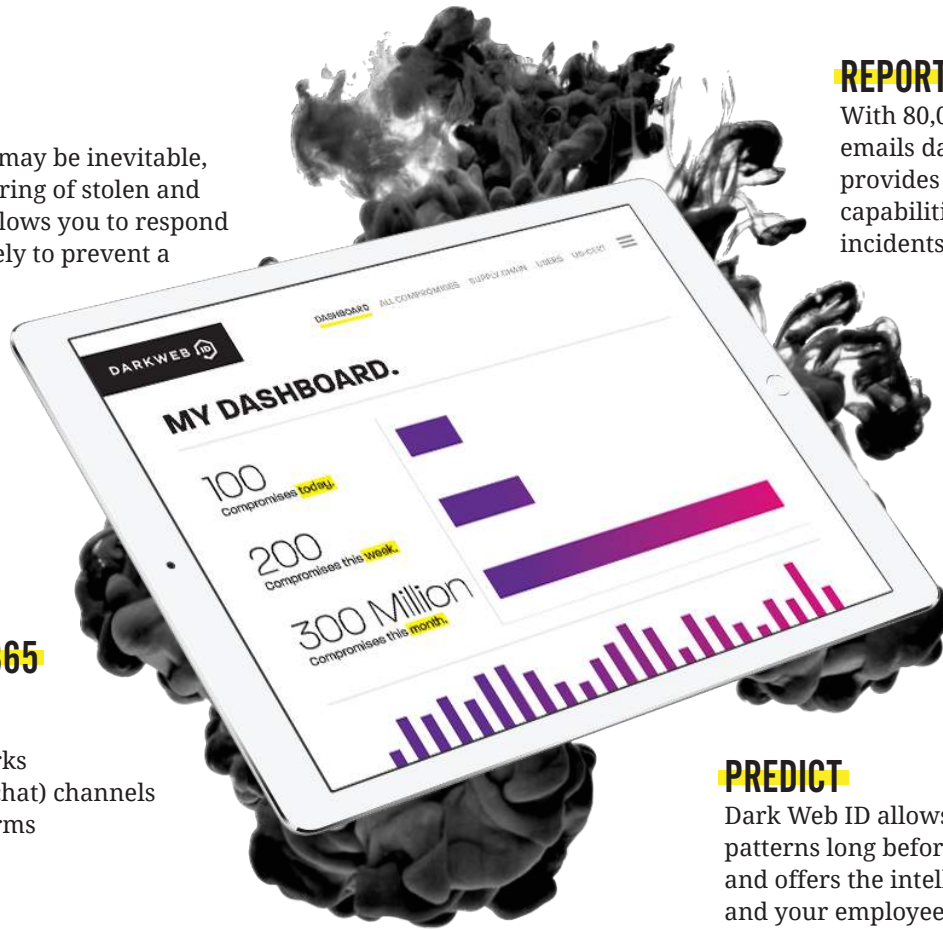 may be inevitable,
ring of stolen and
lows you to respond
ely to prevent a
REPORT
With 80,0
emails da
provides
capabiliti
incidents
DASHBOARD ALL COMPROMISES SUPPLY CHAIN USERS US-CERT
DARKWEB ID
MY DASHBOARD.
100
Compromises today.
200
Compromises this week.
300 Million
Compromises this month.
65
rks
hat) channels
rms
PREDICT
Dark Web ID allows
patterns long befor
and offers the intell
and your employee